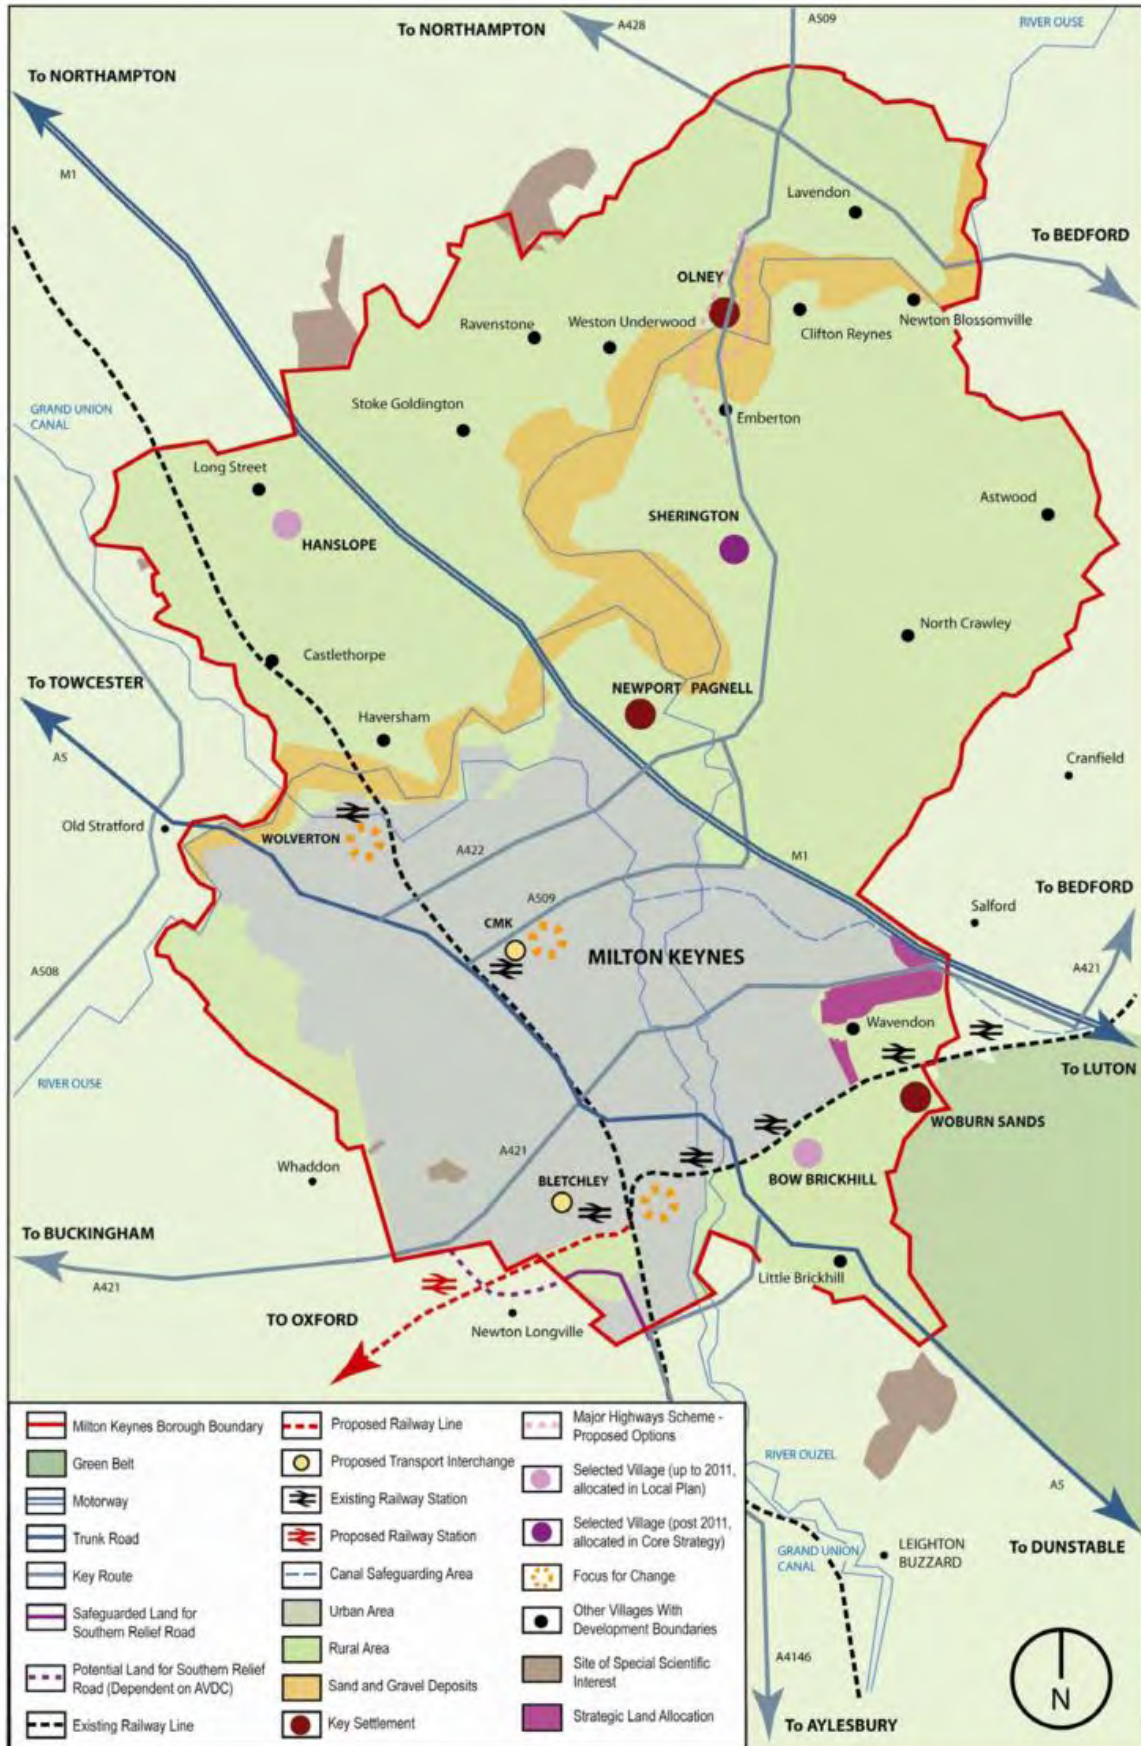 To NORTHAMPTON
A428
A509
RIVER OUSE
To NORTHAMPTON
M1
Lavendon
To BEDFORD
OLNEY
Ravenstone
Weston Underwood
Clifton Reynes
Newton Blossomville
GRAND UNION
CANAL
Stoke Goldington
Emberton
Long Street
Astwood
SHERINGTON
HANSLOPE
North Crawley
Castlethorpe
To TOWCESTER
NEWPORT PAGNELL
Haversham
A5
Cranfield
Old Stratford
WOLVERTON
A422
M1
To BEDFORD
A509
Salford
CMK
MILTON KEYNES
A508
A421
Wavendon
RIVER OUSE
To LUTON
WOBURN SANDS
A421
Whaddon
BLETCHLEY
BOW BRICKHILL
To BUCKINGHAM
A421
Little Brickhill
TO OXFORD
Newton Longville
Milton Keynes Borough Boundary
Green Belt
Motorway
Trunk Road
Key Route
Safeguarded Land for
Southern Relief Road
Potential Land for Southern Relief
Road (Dependent on AVDC)
Existing Railway Line
Proposed Railway Line
Proposed Transport Interchange
Existing Railway Station
Proposed Railway Station
Canal Safeguarding Area
Urban Area
Rural Area
Sand and Gravel Deposits
Key Settlement
Major Highways Scheme -
Proposed Options
Selected Village (up to 2011,
allocated in Local Plan)
Selected Village (post 2011,
allocated in Core Strategy)
Focus for Change
Other Villages With
Development Boundaries
Site of Special Scientific
Interest
Strategic Land Allocation
RIVER OUZEL
A5
GRAND UNION
CANAL
LEIGHTON
BUZZARD
To DUNSTABLE
A4146
To AYLESBURY
N